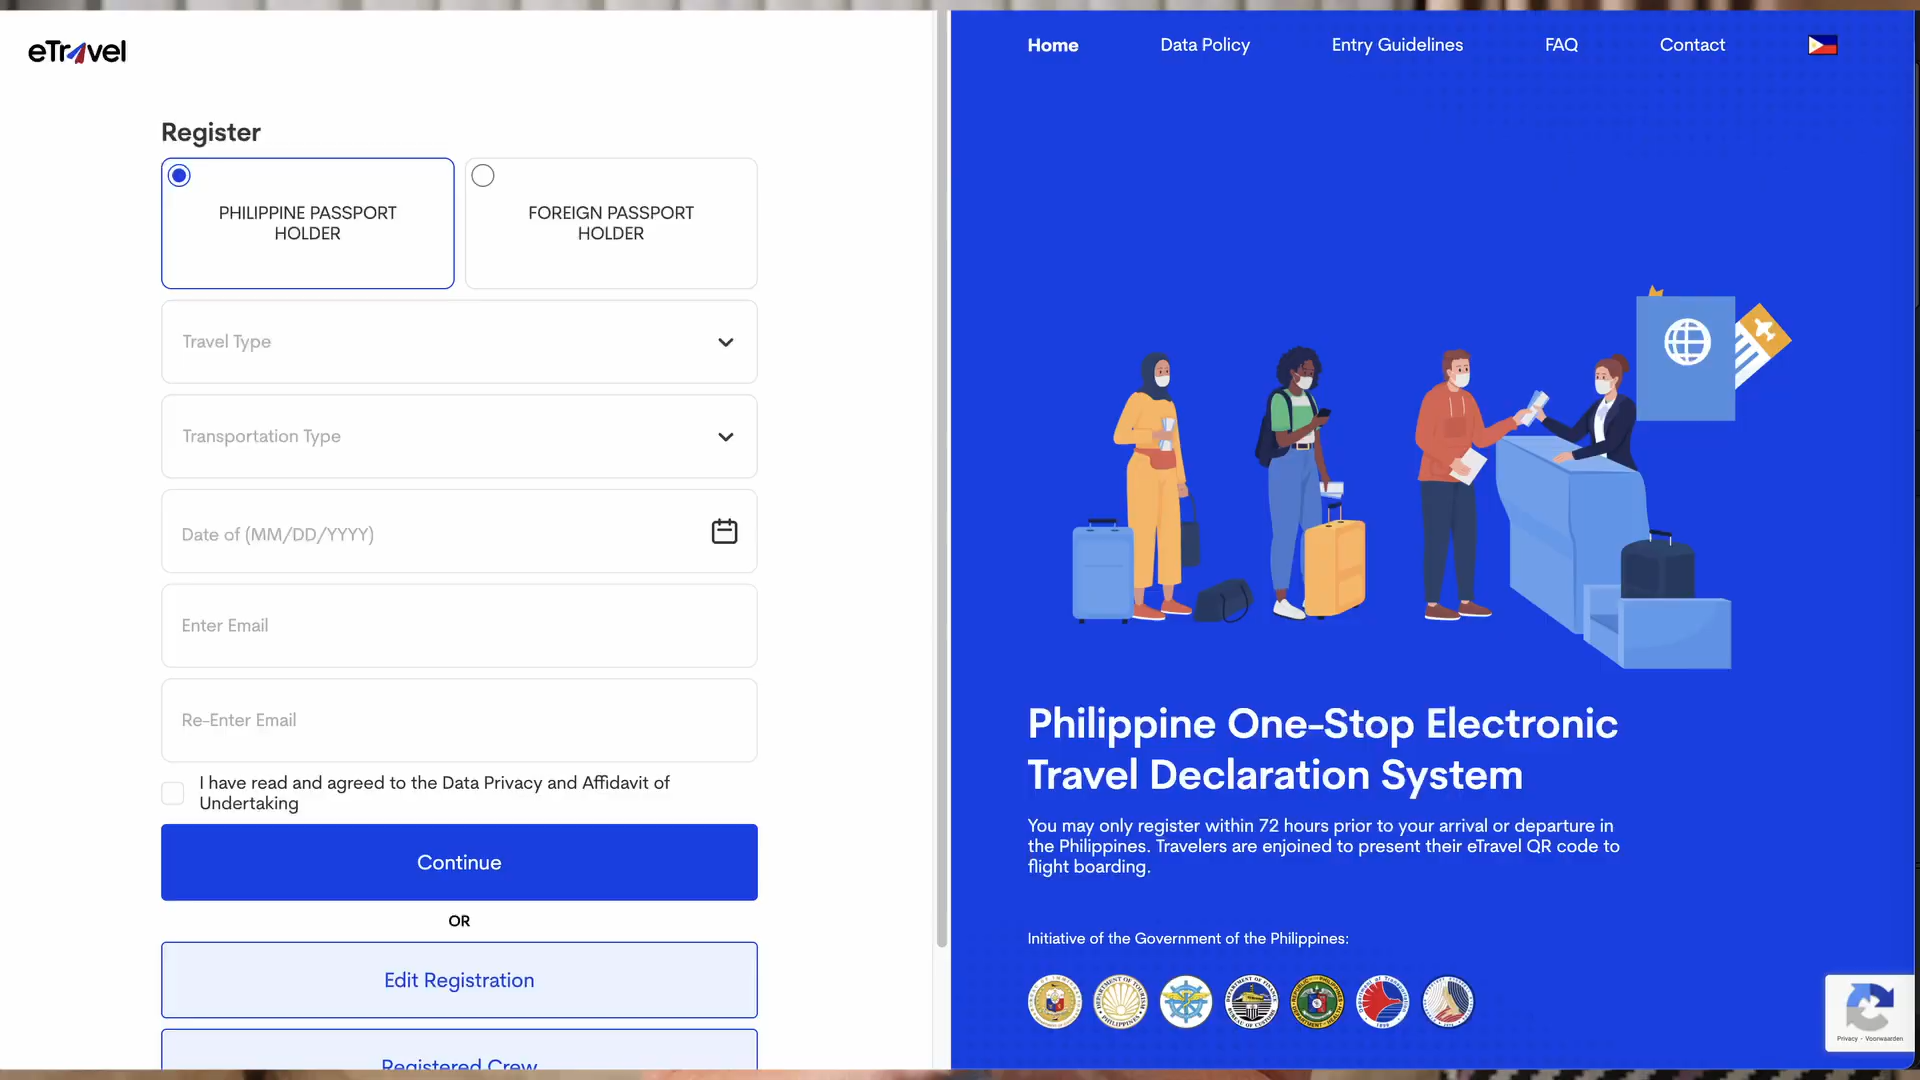 eTravel
Home
Data Policy
Entry Guidelines
FAQ
Contact
Register
PHILIPPINE PASSPORT
HOLDER
FOREIGN PASSPORT
HOLDER
Travel Type
Transportation Type
Date of (MM/DD/YYYY)
Enter Email
Re-Enter Email
I have read and agreed to the Data Privacy and Affidavit of
Undertaking
Continue
OR
Edit Registration
Registered Crew
Philippine One-Stop Electronic
Travel Declaration System
You may only register within 72 hours prior to your arrival or departure in
the Philippines. Travelers are enjoined to present their eTravel QR code to
flight boarding.
Initiative of the Government of the Philippines:
Privacy - Voorwaarden